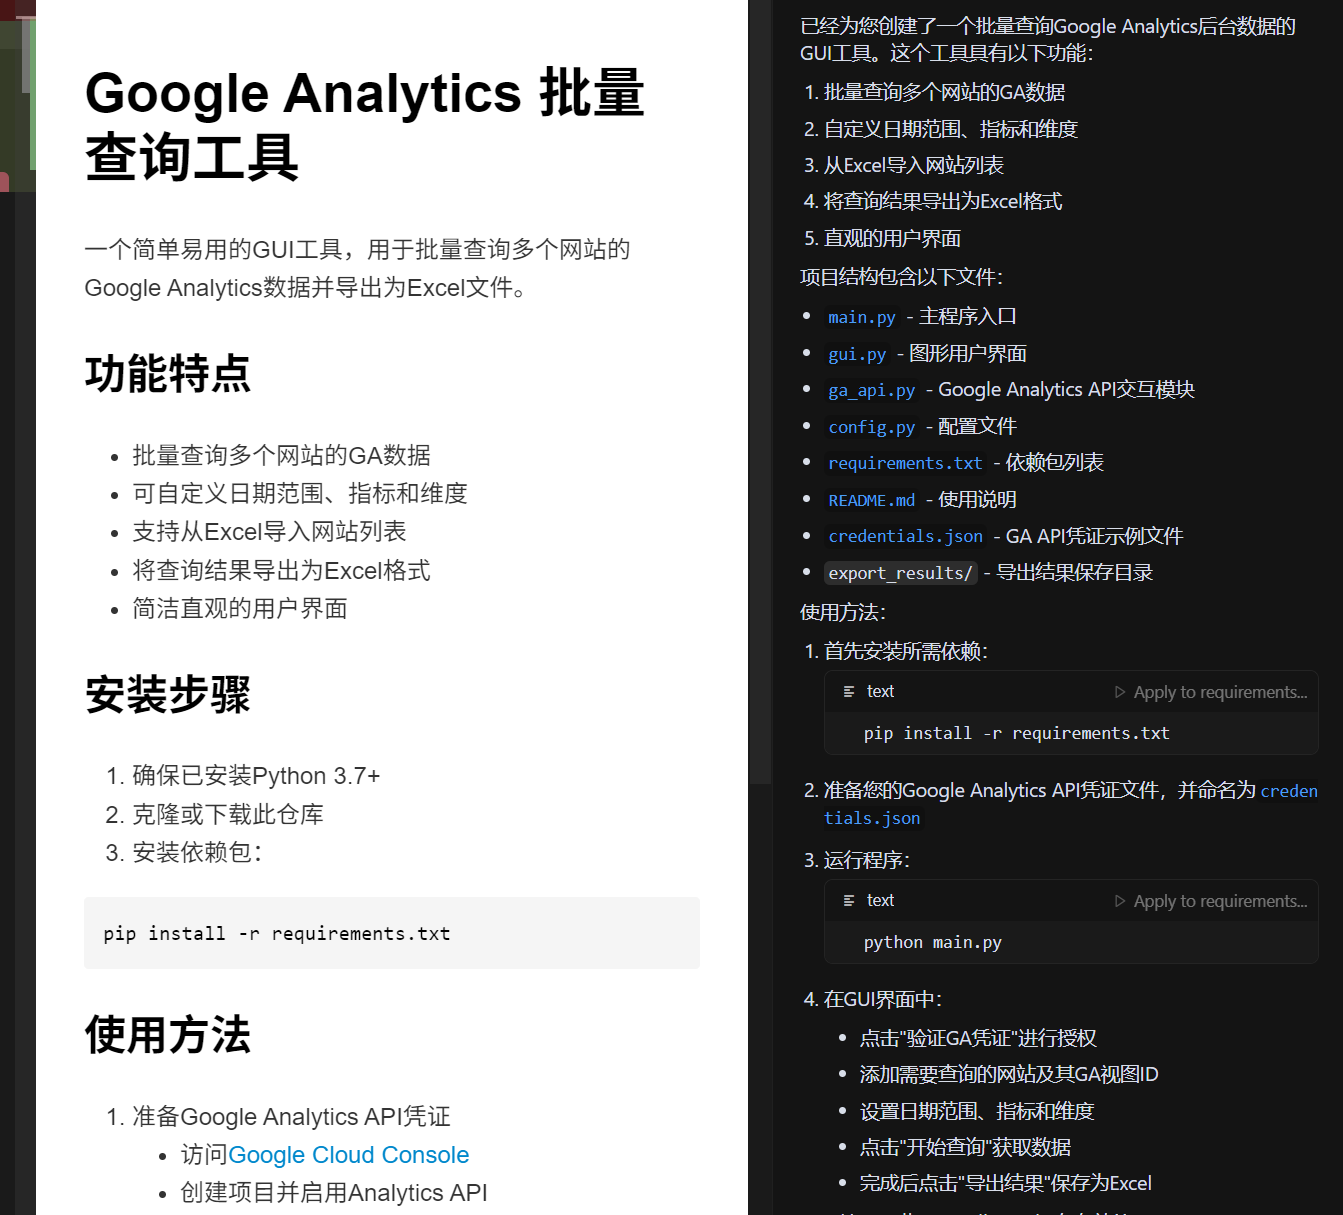 Google Analytics 批量
查询工具
一个简单易用的GUI工具，用于批量查询多个网站的
Google Analytics数据并导出为Excel文件。
功能特点
• 批量查询多个网站的GA数据
• 可自定义日期范围、指标和维度
• 支持从Excel导入网站列表
• 将查询结果导出为Excel格式
• 简洁直观的用户界面
安装步骤
1. 确保已安装Python 3.7+
2. 克隆或下载此仓库
3. 安装依赖包：
pip install -r requirements.txt
使用方法
1. 准备Google Analytics API凭证
• 访问Google Cloud Console
• 创建项目并启用Analytics API
已经为您创建了一个批量查询Google Analytics后台数据的
GUI工具。这个工具具有以下功能：
1. 批量查询多个网站的GA数据
2. 自定义日期范围、指标和维度
3. 从Excel导入网站列表
4. 将查询结果导出为Excel格式
5. 直观的用户界面
项目结构包含以下文件：
• main.py - 主程序入口
• gui.py - 图形用户界面
• ga_api.py - Google Analytics API交互模块
• config.py - 配置文件
• requirements.txt - 依赖包列表
• README.md - 使用说明
• credentials.json - GA API凭证示例文件
• export_results/ - 导出结果保存目录
使用方法：
1. 首先安装所需依赖：
text Apply to requirements...
pip install -r requirements.txt
2. 准备您的Google Analytics API凭证文件，并命名为 creden
tials.json
3. 运行程序：
text Apply to requirements...
python main.py
4. 在GUI界面中：
• 点击"验证GA凭证"进行授权
• 添加需要查询的网站及其GA视图ID
• 设置日期范围、指标和维度
• 点击"开始查询"获取数据
• 完成后点击"导出结果"保存为Excel